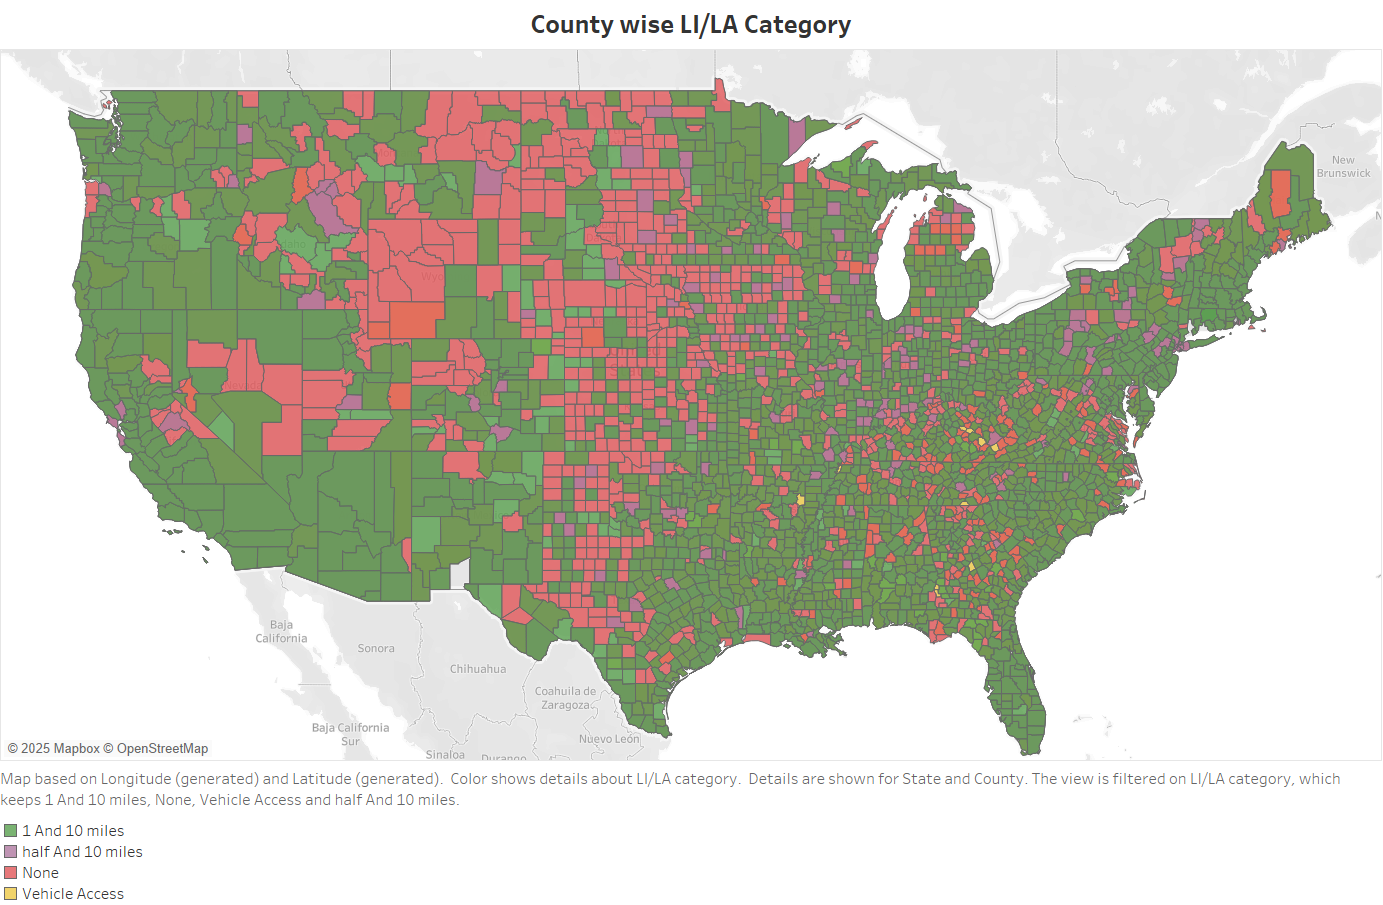 County wise LI/LA Category
New
Brunswick
Baja
California
Sonora
Chihuahua
Coahuila de
Zaragoza
Baja California
Sur
Nuevo León
Sinaloa
Durango
© 2025 Mapbox © OpenStreetMap
Map based on Longitude (generated) and Latitude (generated).  Color shows details about LI/LA category.  Details are shown for State and County. The view is filtered on LI/LA category, which
keeps 1 And 10 miles, None, Vehicle Access and half And 10 miles.
1 And 10 miles
half And 10 miles
None
Vehicle Access